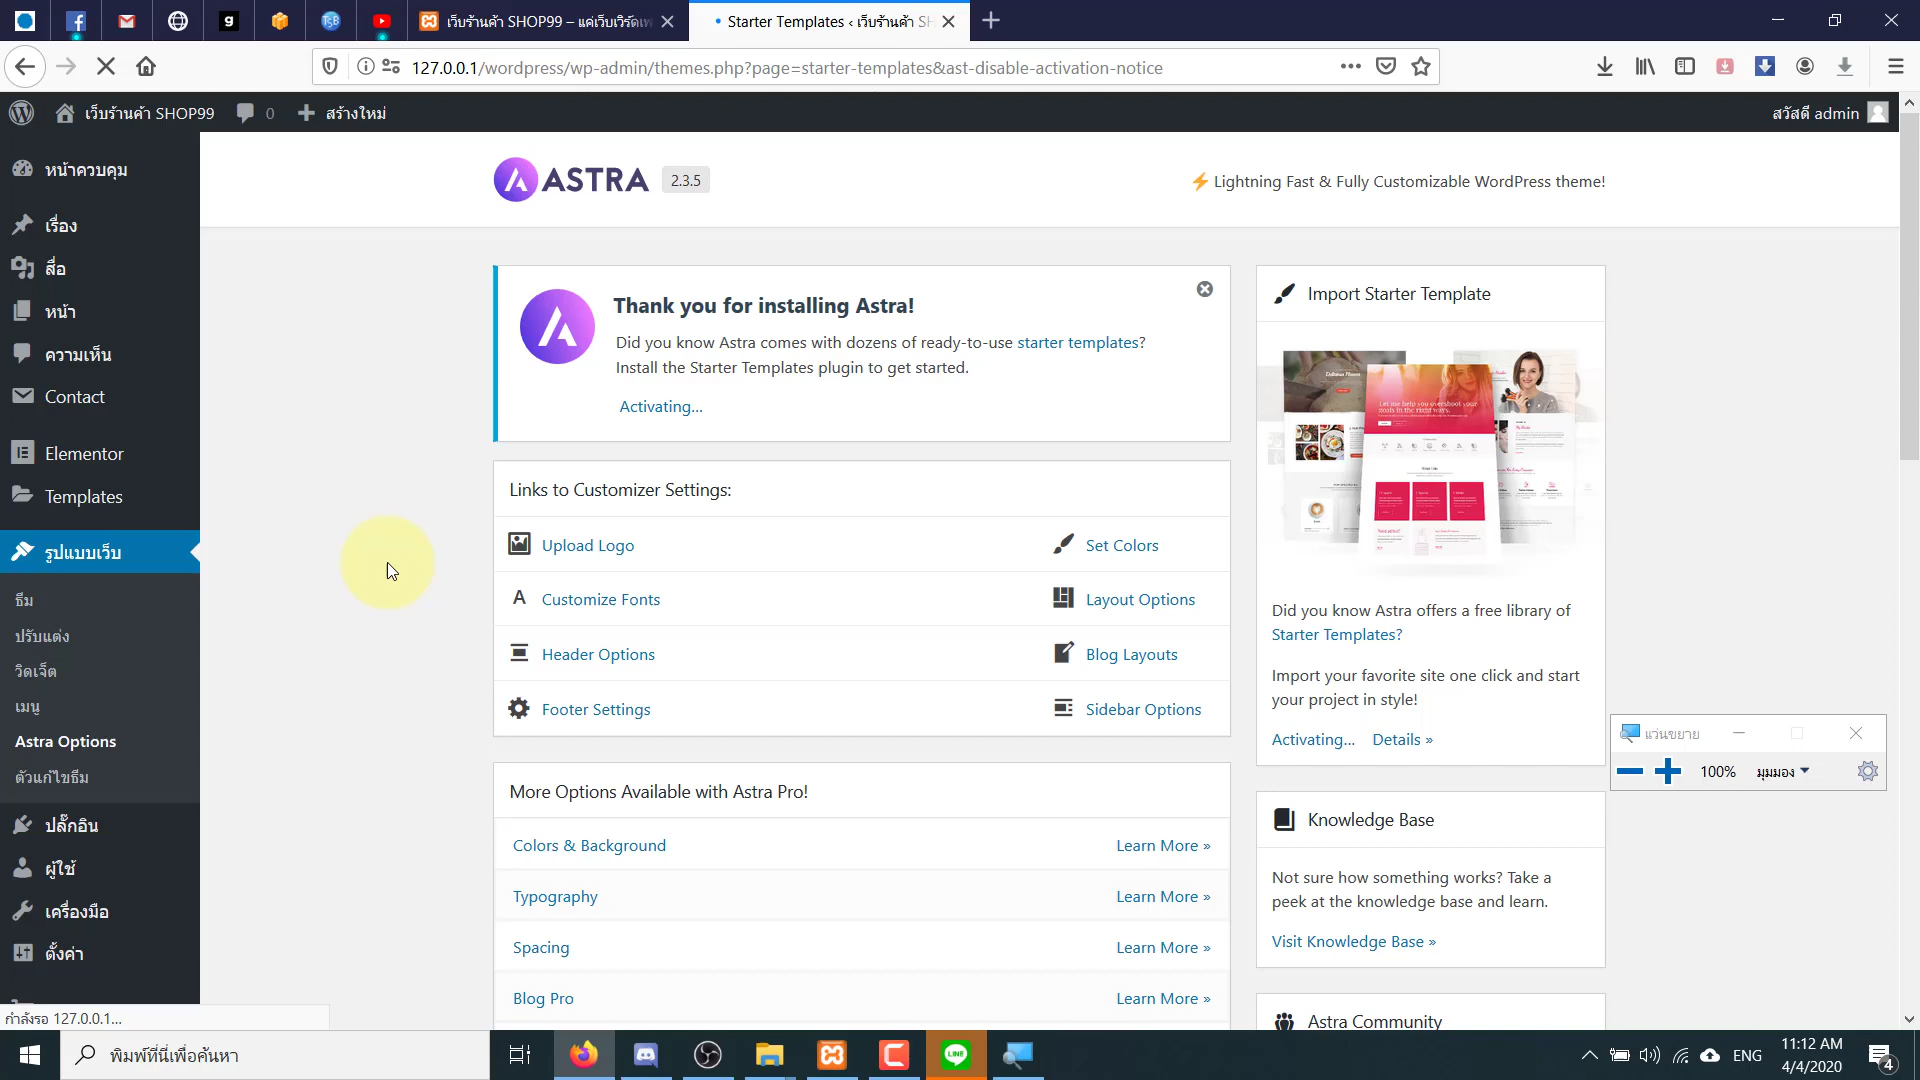 เว็บร้านค้า SHOP99 – แค่เว็บเวิร์ดเพ
Starter Templates ‹ เว็บร้านค้า SH
127.0.0.1/wordpress/wp-admin/themes.php?page=starter-templates&ast-disable-activation-notice
เว็บร้านค้า SHOP99
0
สร้างใหม่
สวัสดี admin
หน้าควบคุม
เรื่อง
สื่อ
หน้า
ความเห็น
Contact
Elementor
Templates
รูปแบบเว็บ
ธีม
ปรับแต่ง
วิดเจ็ต
เมนู
Astra Options
ตัวแก้ไขธีม
ปลั๊กอิน
ผู้ใช้
เครื่องมือ
ตั้งค่า
กำลังรอ 127.0.0.1...
ASTRA 2.3.5
Lightning Fast & Fully Customizable WordPress theme!
Thank you for installing Astra!
Did you know Astra comes with dozens of ready-to-use starter templates?
Install the Starter Templates plugin to get started.
Activating...
Links to Customizer Settings:
Upload Logo
Set Colors
Customize Fonts
Layout Options
Header Options
Blog Layouts
Footer Settings
Sidebar Options
More Options Available with Astra Pro!
Colors & Background
Learn More »
Typography
Learn More »
Spacing
Learn More »
Blog Pro
Learn More »
Import Starter Template
Did you know Astra offers a free library of
Starter Templates?
Import your favorite site one click and start
your project in style!
Activating... Details »
Knowledge Base
Not sure how something works? Take a
peek at the knowledge base and learn.
Visit Knowledge Base »
Astra Community
แว่นขยาย
100% มุมมอง
พิมพ์ที่นี่เพื่อค้นหา
LINE
ENG
11:12 AM
4/4/2020
4